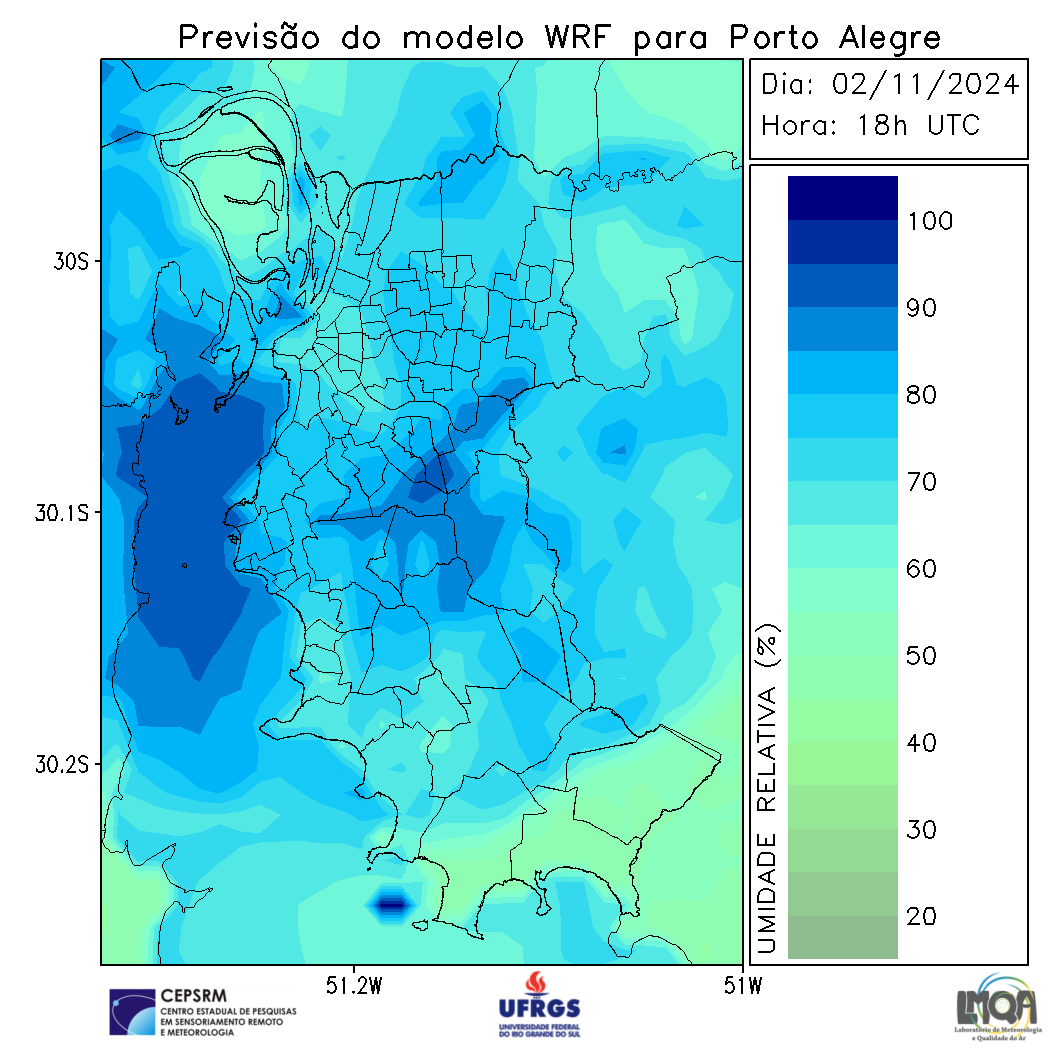 Previsão do modelo WRF para Porto Alegre
Dia: 02/11/2024
Hora: 18h UTC
30S
30.1S
30.2S
51.2W
51W
UMIDADE RELATIVA (%)
100
90
80
70
60
50
40
30
20
CEPSRM
CENTRO ESTADUAL DE PESQUISAS
EM SENSORIAMENTO REMOTO
E METEOROLOGIA
UFRGS
UNIVERSIDADE FEDERAL
DO RIO GRANDE DO SUL
LMQA
Laboratório de Meteorologia
e Qualidade do Ar